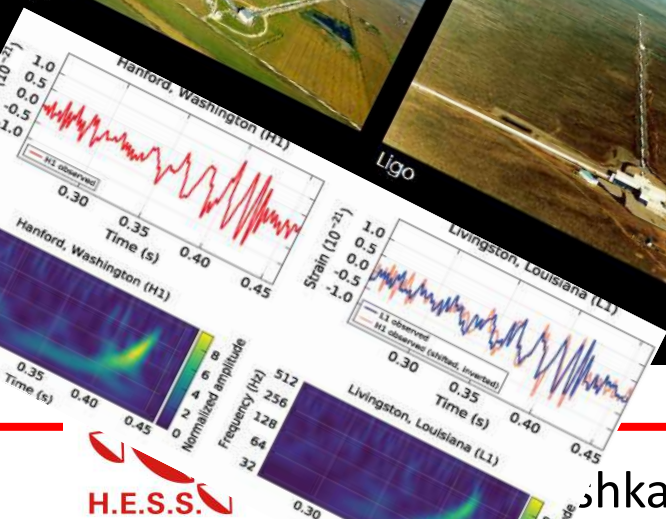 Ligo
Hanford, Washington (H1)
1.0
0.5
0.0
-0.5
-1.0
H1 observed
0.30
0.35
0.40
0.45
Time (s)
Livingston, Louisiana (L1)
Strain (10⁻²¹)
1.0
0.5
0.0
-0.5
-1.0
L1 observed
H1 observed (shifted, inverted)
0.30
0.35
0.40
0.45
Time (s)
Hanford, Washington (H1)
0.35
0.40
0.45
Time (s)
8
6
4
2
0
Normalized amplitude
Livingston, Louisiana (L1)
Frequency (Hz)
512
256
128
64
32
0.30
H.E.S.S.